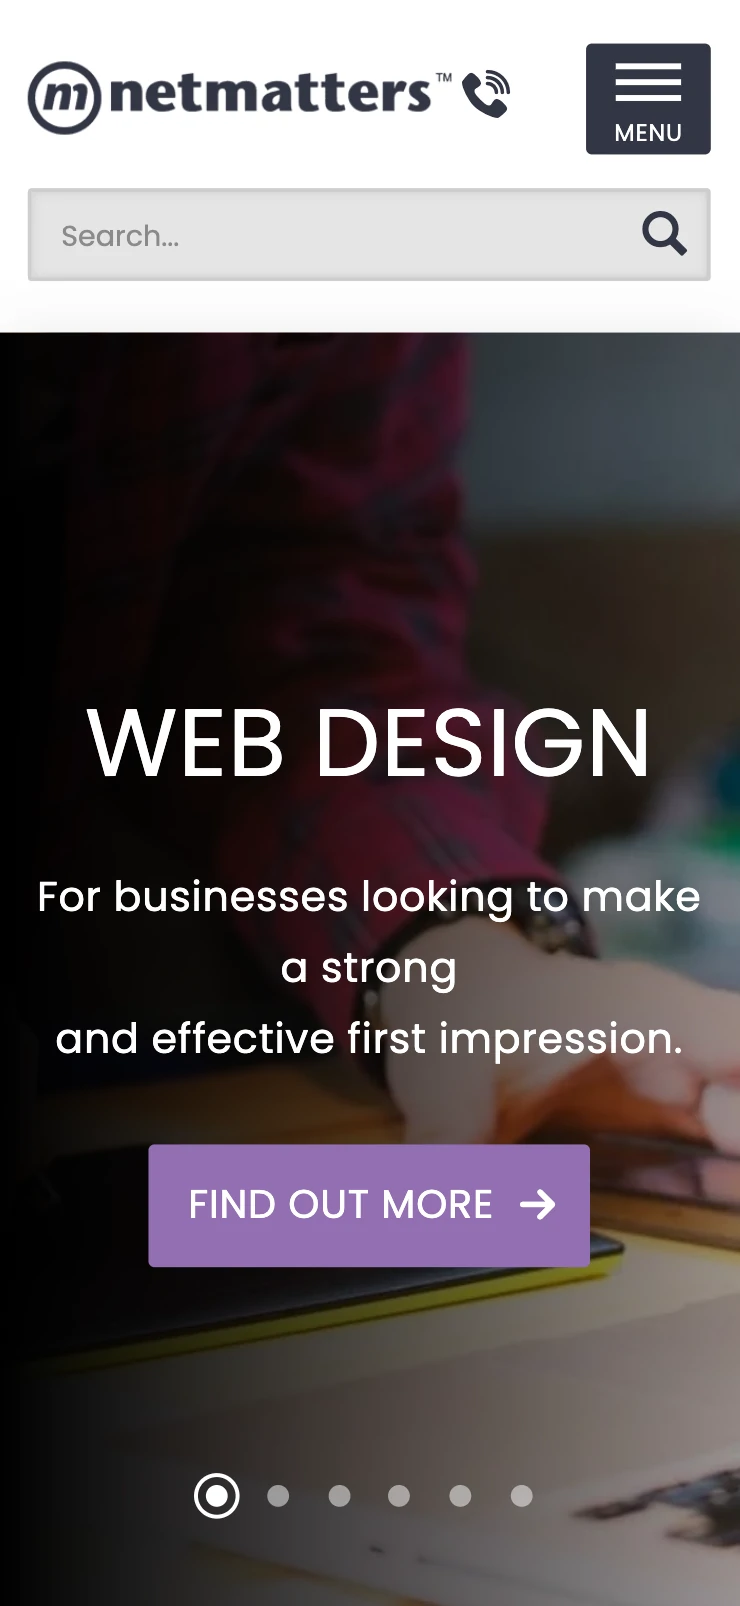 netmatters™
MENU
Search...
WEB DESIGN
For businesses looking to make
a strong
and effective first impression.
FIND OUT MORE